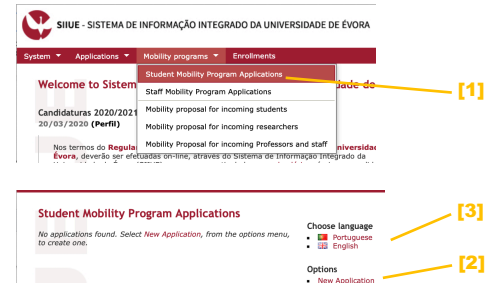 SIIUE - SISTEMA DE INFORMAÇÃO INTEGRADO DA UNIVERSIDADE DE ÉVORA
System Applications Mobility programs Enrollments
Student Mobility Program Applications
[1]
Welcome to Sistem
Staff Mobility Program Applications
Candidaturas 2020/2021
Mobility proposal for incoming students
20/03/2020 (Perfil)
Mobility proposal for incoming researchers
Nos termos do Regula
Mobility Proposal for incoming Professors and staff
niversidad
Évora, deverão ser efetuadas on-line, através do Sistema de Informação Integrado da
Student Mobility Program Applications
[3]
No applications found. Select New Application, from the options menu,
to create one.
Choose language
Portuguese
English
[2]
Options
New Application